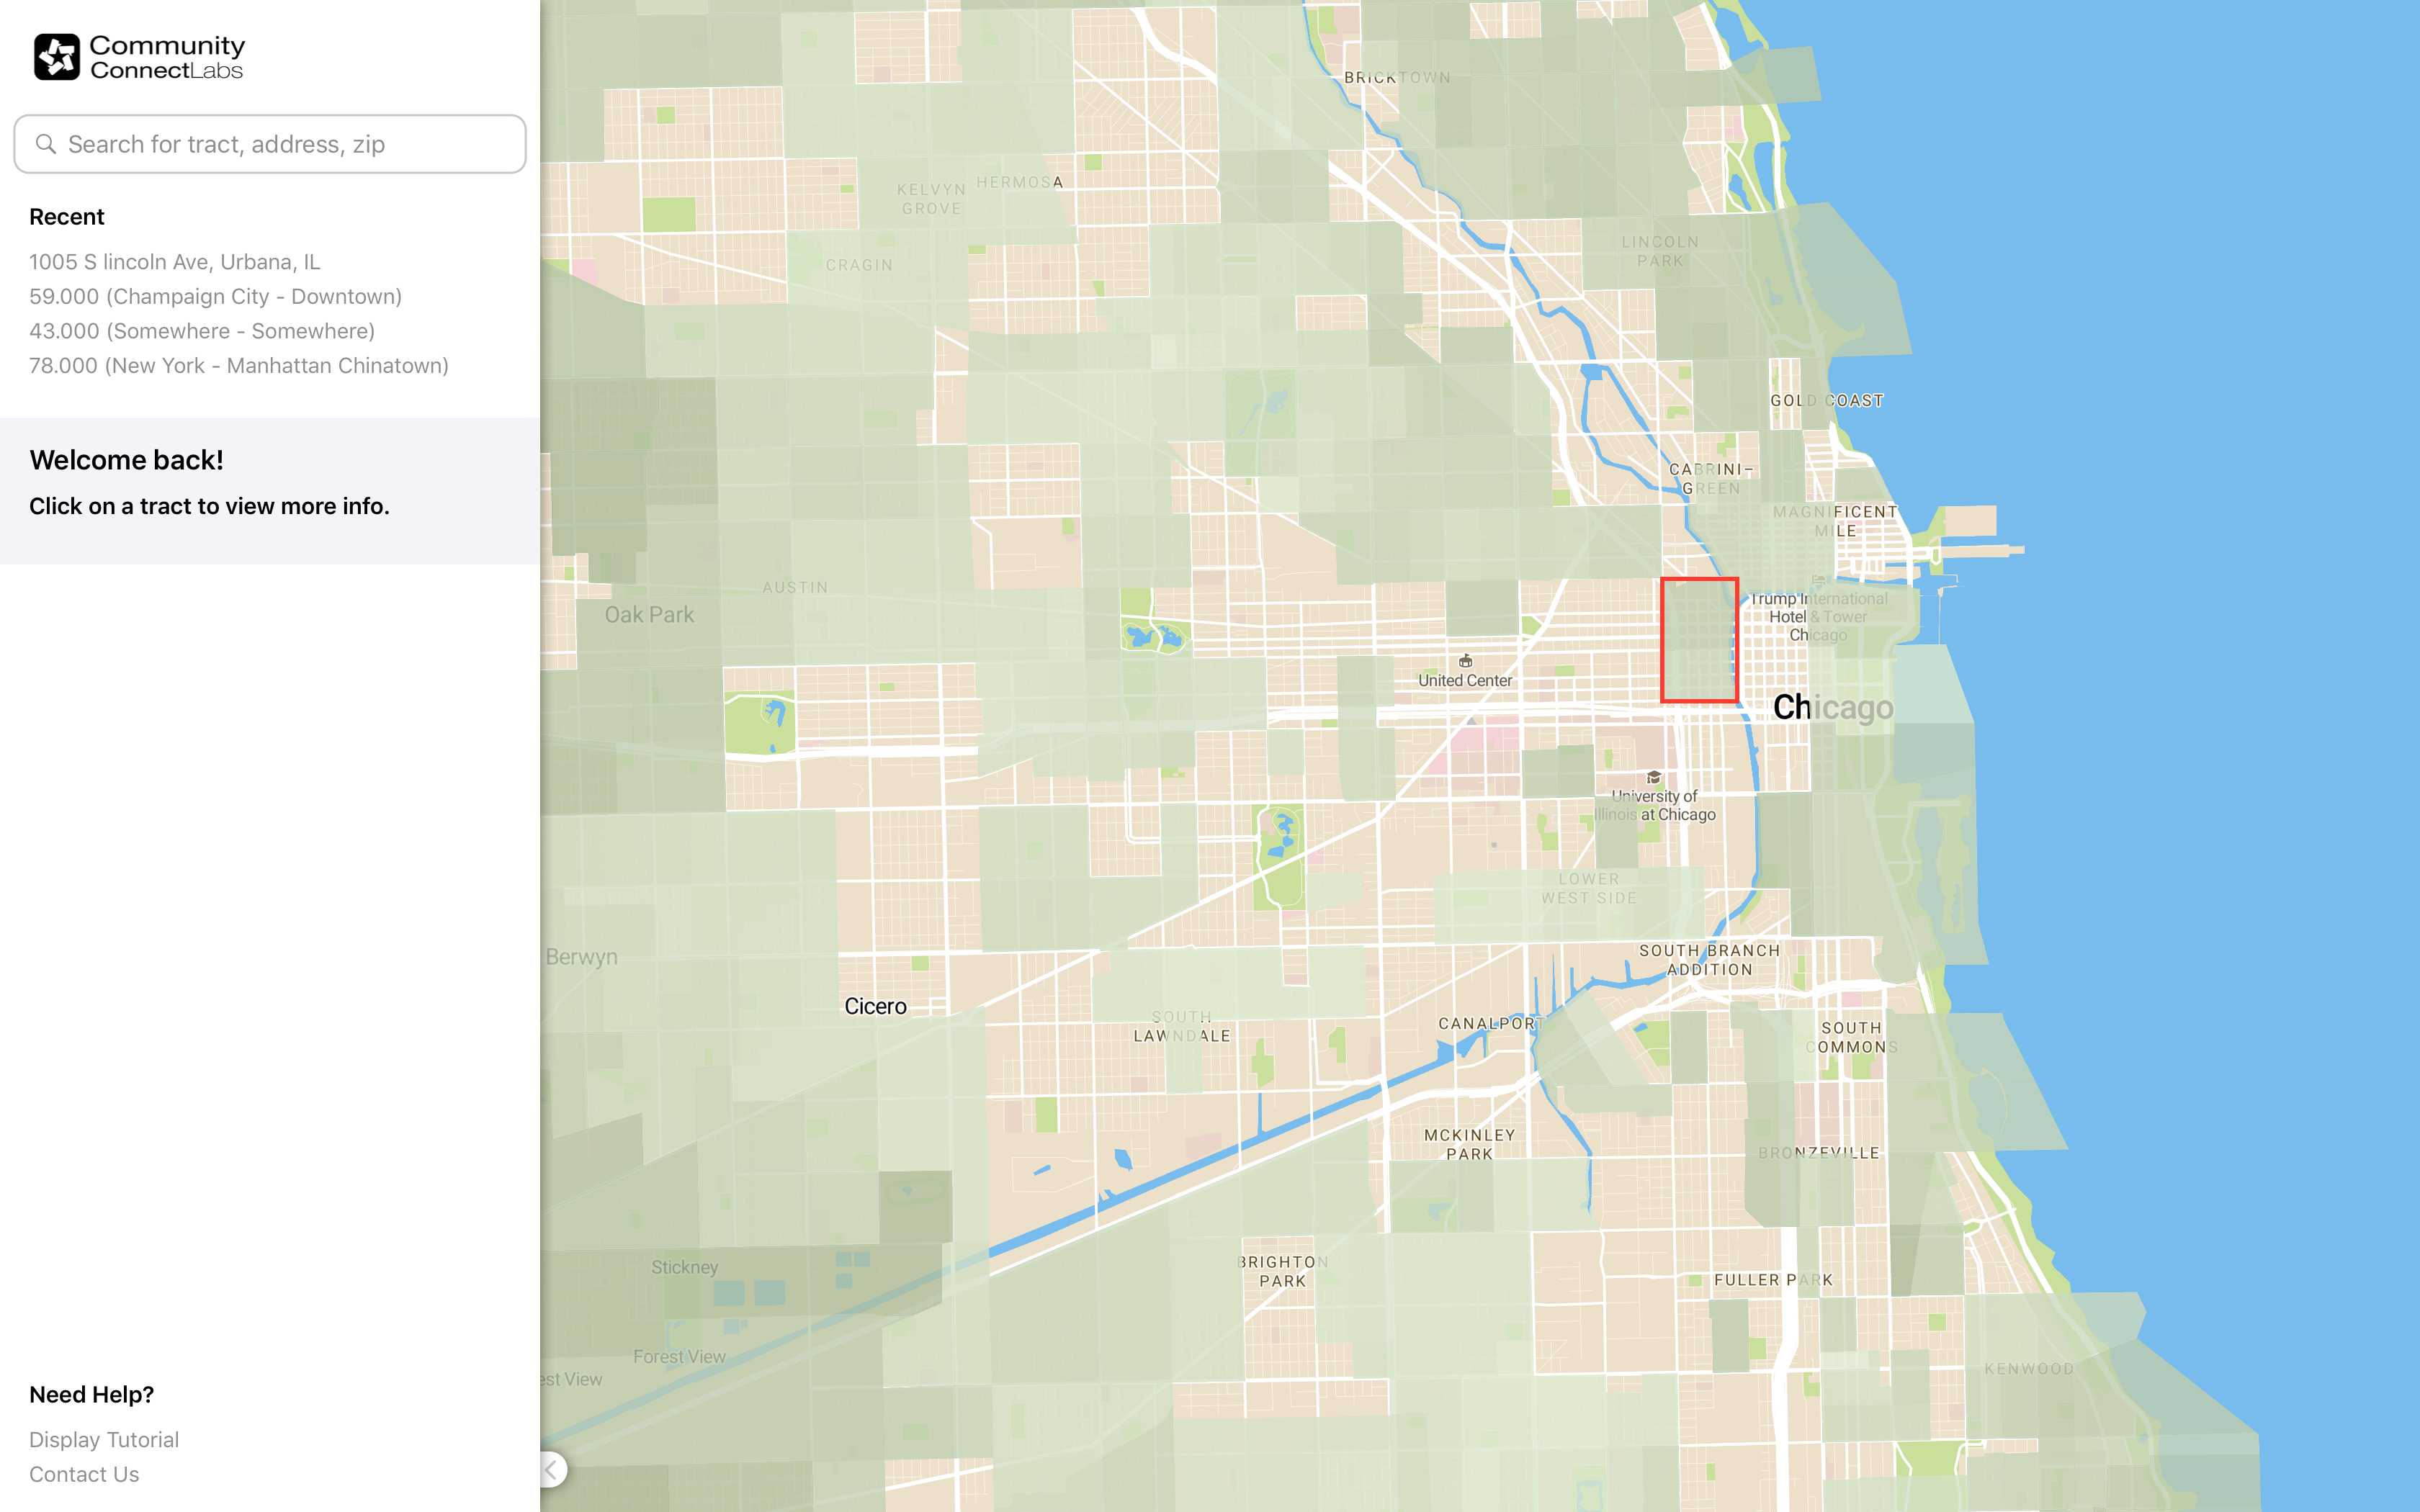 Community
ConnectLabs
Search for tract, address, zip
Recent
1005 S lincoln Ave, Urbana, IL
59.000 (Champaign City - Downtown)
43.000 (Somewhere - Somewhere)
78.000 (New York - Manhattan Chinatown)
Welcome back!
Click on a tract to view more info.
Need Help?
Display Tutorial
Contact Us
BRICKTOWN
KELVYN
GROVE
HERMOSA
CRAGIN
LINCOLN
PARK
GOLD COAST
CABRINI–
GREEN
MAGNIFICENT
MILE
AUSTIN
Oak Park
Trump International
Hotel & Tower
Chicago
United Center
Chicago
University of
Illinois at Chicago
LOWER
WEST SIDE
Berwyn
SOUTH BRANCH
ADDITION
Cicero
SOUTH
LAWNDALE
CANALPORT
SOUTH
COMMONS
MCKINLEY
PARK
BRONZEVILLE
Stickney
BRIGHTON
PARK
FULLER PARK
Forest View
est View
KENWOOD